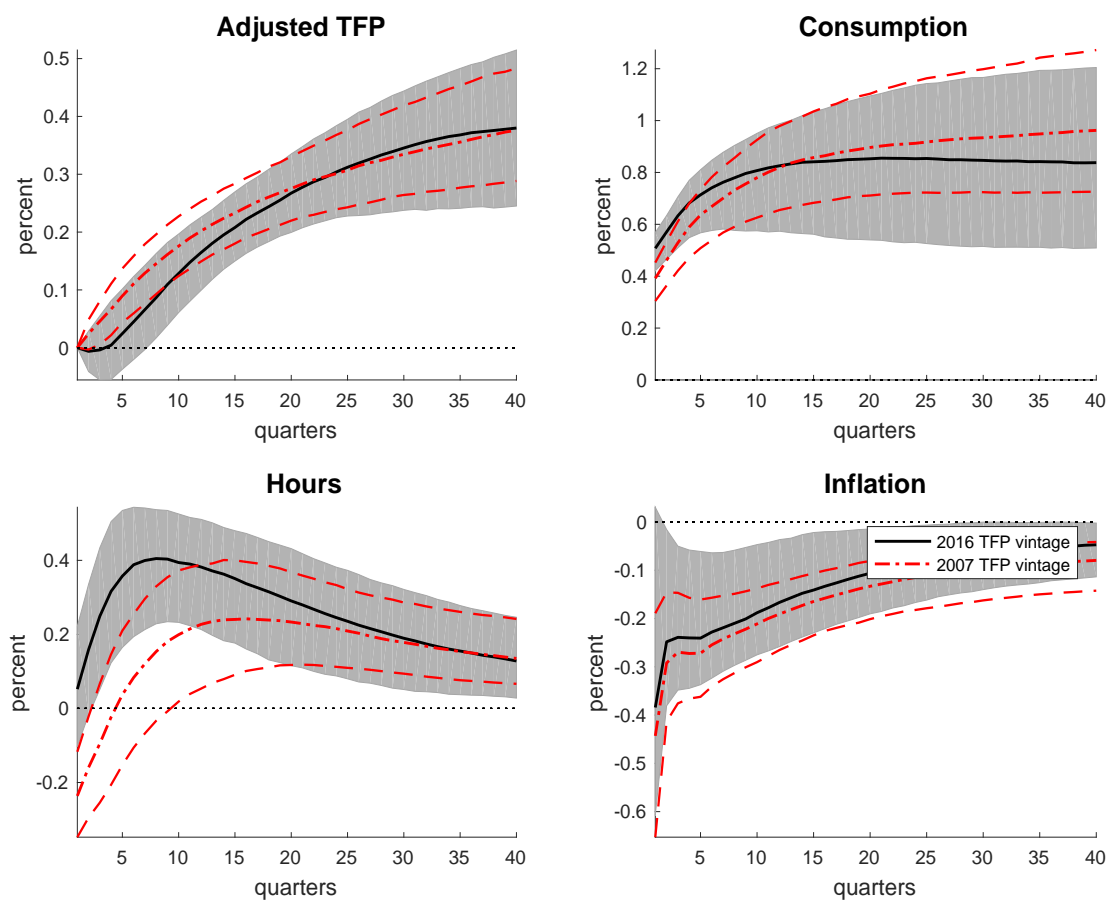 Adjusted TFP
percent
0.5
0.4
0.3
0.2
0.1
0
5 10 15 20 25 30 35 40
quarters
Consumption
percent
1.2
1
0.8
0.6
0.4
0.2
0
5 10 15 20 25 30 35 40
quarters
Hours
percent
0.4
0.2
0
-0.2
5 10 15 20 25 30 35 40
quarters
Inflation
percent
0
-0.1
-0.2
-0.3
-0.4
-0.5
-0.6
2016 TFP vintage
2007 TFP vintage
5 10 15 20 25 30 35 40
quarters